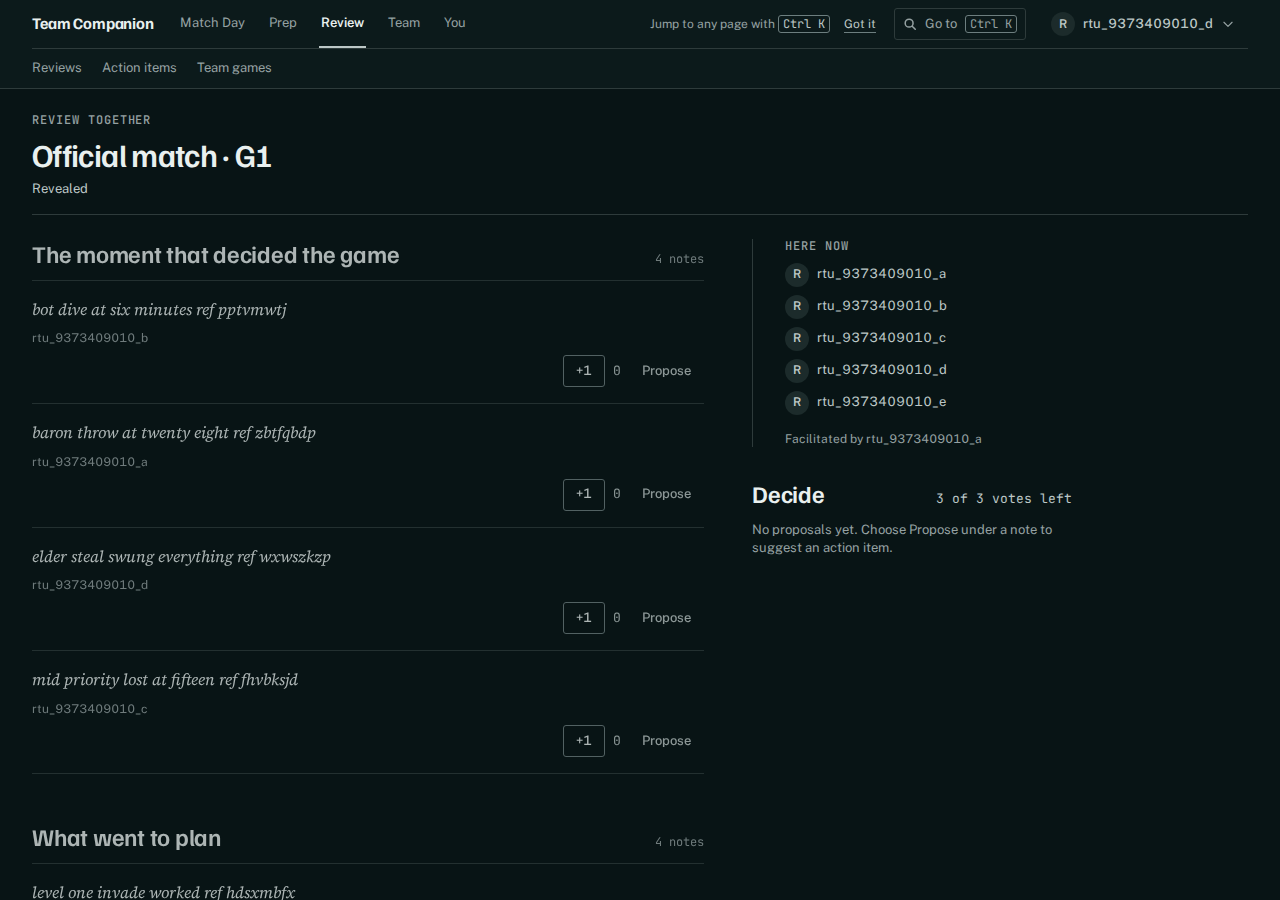 Team Companion Match Day Prep Review Team You Jump to any page with Ctrl K Got it Go to Ctrl K R rtu_9373409010_d
Reviews Action items Team games
REVIEW TOGETHER
Official match · G1
Revealed
The moment that decided the game 4 notes
bot dive at six minutes ref pptvmwtj
rtu_9373409010_b
+1 0 Propose
baron throw at twenty eight ref zbtfqbdp
rtu_9373409010_a
+1 0 Propose
elder steal swung everything ref wxwszkzp
rtu_9373409010_d
+1 0 Propose
mid priority lost at fifteen ref fhvbksjd
rtu_9373409010_c
+1 0 Propose
What went to plan 4 notes
level one invade worked ref hdsxmbfx
HERE NOW
R rtu_9373409010_a
R rtu_9373409010_b
R rtu_9373409010_c
R rtu_9373409010_d
R rtu_9373409010_e
Facilitated by rtu_9373409010_a
Decide 3 of 3 votes left
No proposals yet. Choose Propose under a note to
suggest an action item.